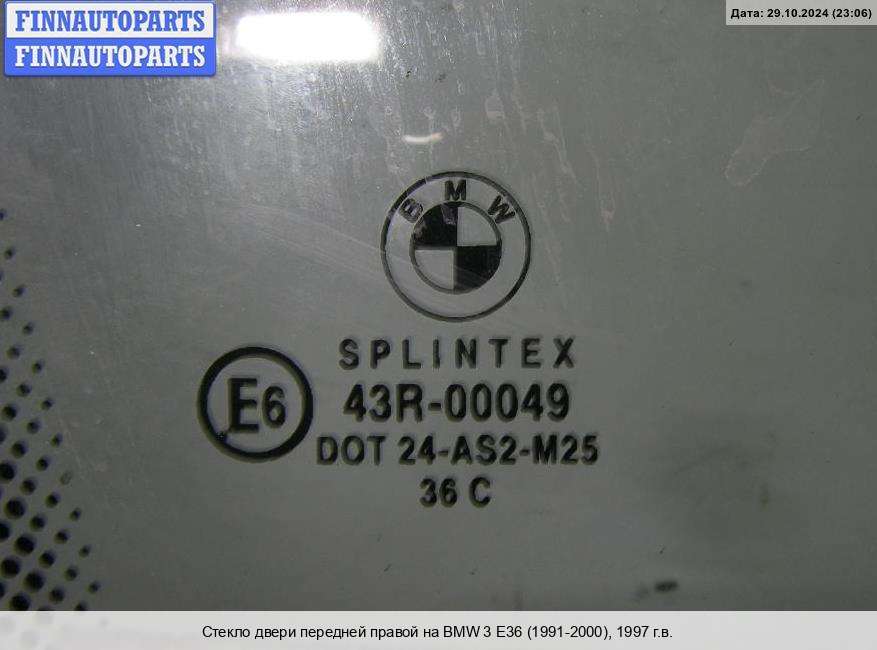 FINNAUTOPARTS
FINNAUTOPARTS
Дата: 29.10.2024 (23:06)
BMW
SPLINTEX
E6
43R-00049
DOT 24-AS2-M25
36 C
Стекло двери передней правой на BMW 3 E36 (1991-2000), 1997 г.в.